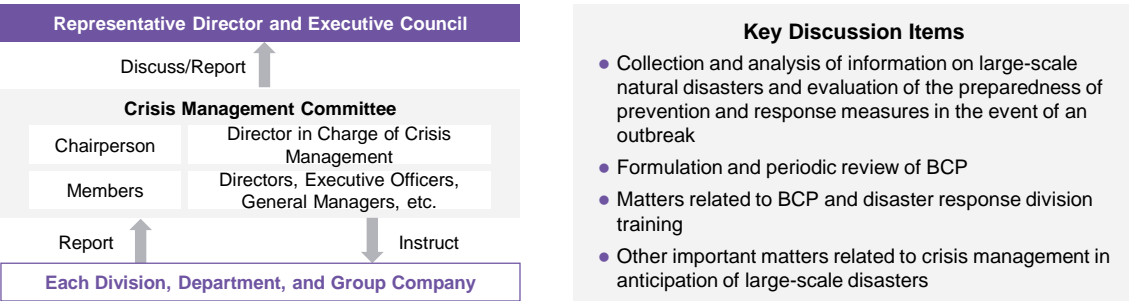 Representative Director and Executive Council
Discuss/Report
Crisis Management Committee
Chairperson
Director in Charge of Crisis
Management
Members
Directors, Executive Officers,
General Managers, etc.
Report
Instruct
Each Division, Department, and Group Company
Key Discussion Items
● Collection and analysis of information on large-scale
natural disasters and evaluation of the preparedness of
prevention and response measures in the event of an
outbreak
● Formulation and periodic review of BCP
● Matters related to BCP and disaster response division
training
● Other important matters related to crisis management in
anticipation of large-scale disasters